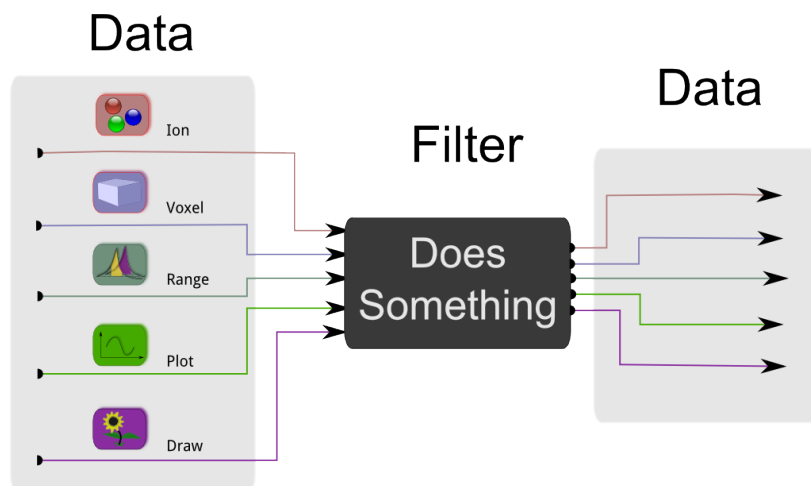 Data
Ion
Voxel
Range
Plot
Draw
Filter
Does
Something
Data